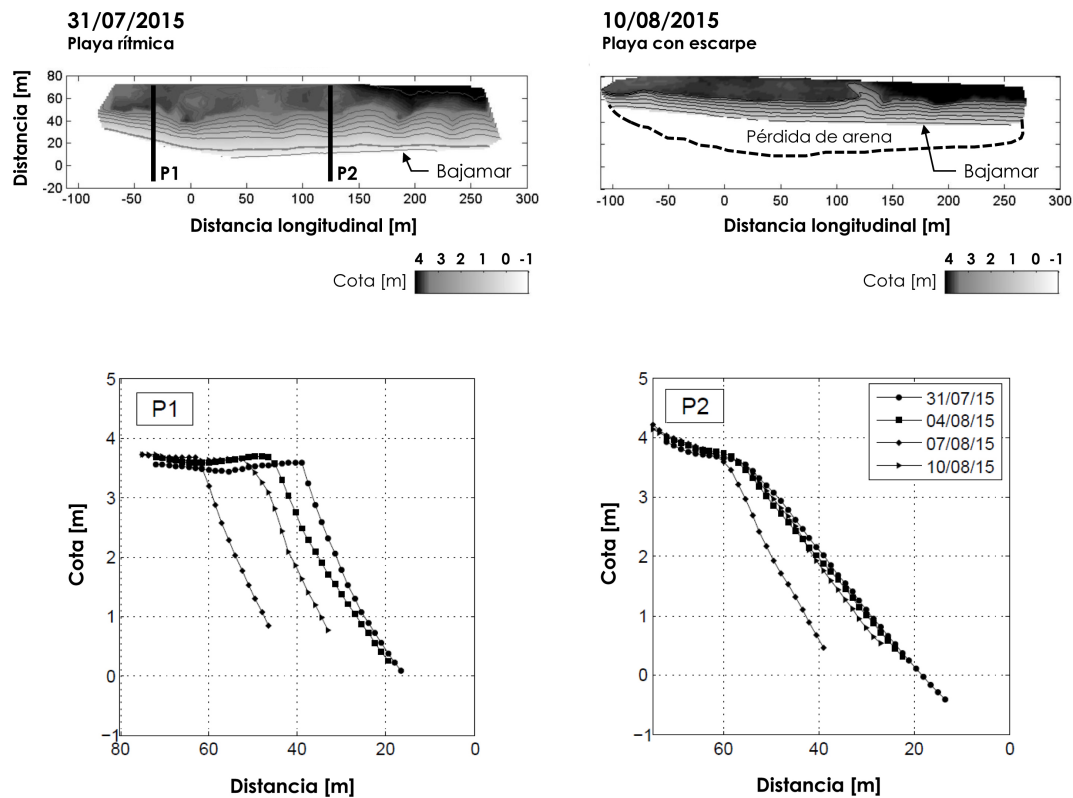 31/07/2015
Playa rítmica
Distancia [m]
80
60
40
20
0
-20
P1
P2
Bajamar
-100 -50 0 50 100 150 200 250 300
Distancia longitudinal [m]
4 3 2 1 0 -1
Cota [m]
10/08/2015
Playa con escarpe
Pérdida de arena
Bajamar
-100 -50 0 50 100 150 200 250 300
Distancia longitudinal [m]
4 3 2 1 0 -1
Cota [m]
P1
Cota [m]
5
4
3
2
1
0
−1
80 60 40 20 0
Distancia [m]
P2
31/07/15
04/08/15
07/08/15
10/08/15
Cota [m]
5
4
3
2
1
0
−1
60 40 20 0
Distancia [m]